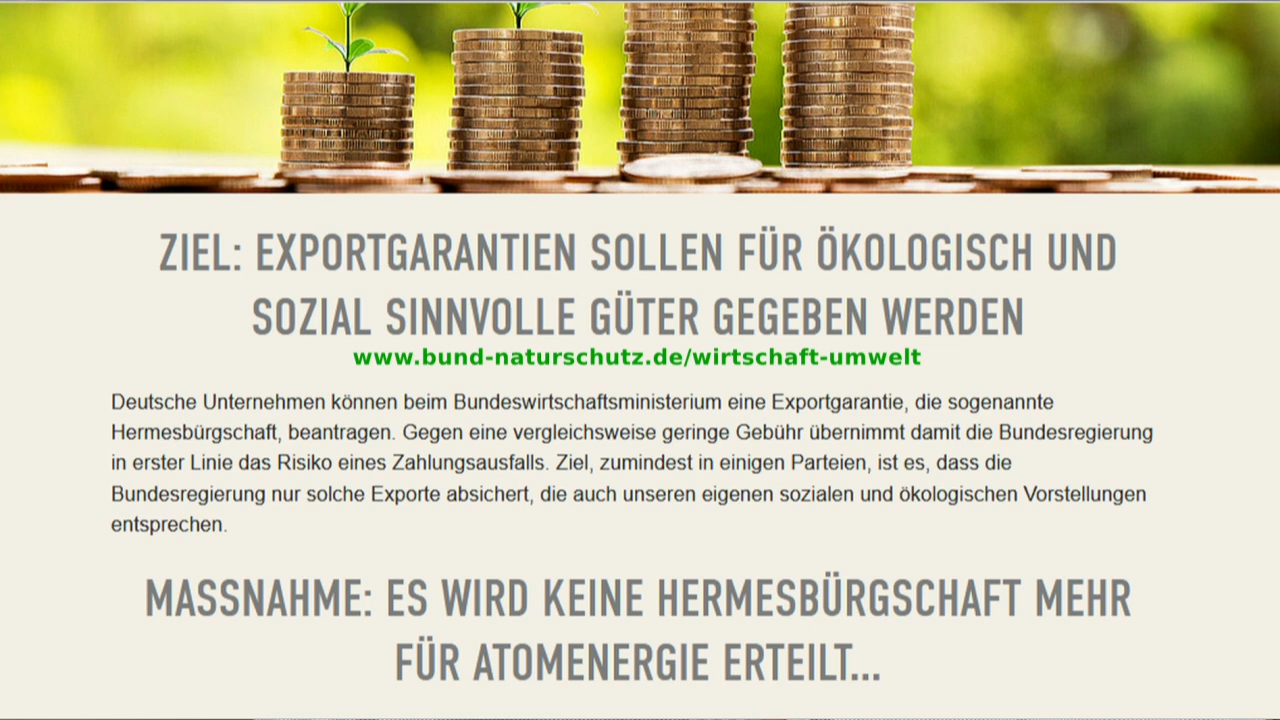 ZIEL: EXPORTGARANTIEN SOLLEN FÜR ÖKOLOGISCH UND
SOZIAL SINNVOLLE GÜTER GEGEBEN WERDEN
www.bund-naturschutz.de/wirtschaft-umwelt
Deutsche Unternehmen können beim Bundeswirtschaftsministerium eine Exportgarantie, die sogenannte
Hermesbürgschaft, beantragen. Gegen eine vergleichsweise geringe Gebühr übernimmt damit die Bundesregierung
in erster Linie das Risiko eines Zahlungsausfalls. Ziel, zumindest in einigen Parteien, ist es, dass die
Bundesregierung nur solche Exporte absichert, die auch unseren eigenen sozialen und ökologischen Vorstellungen
entsprechen.
MASSNAHME: ES WIRD KEINE HERMESBÜRGSCHAFT MEHR
FÜR ATOMENERGIE ERTEILT...